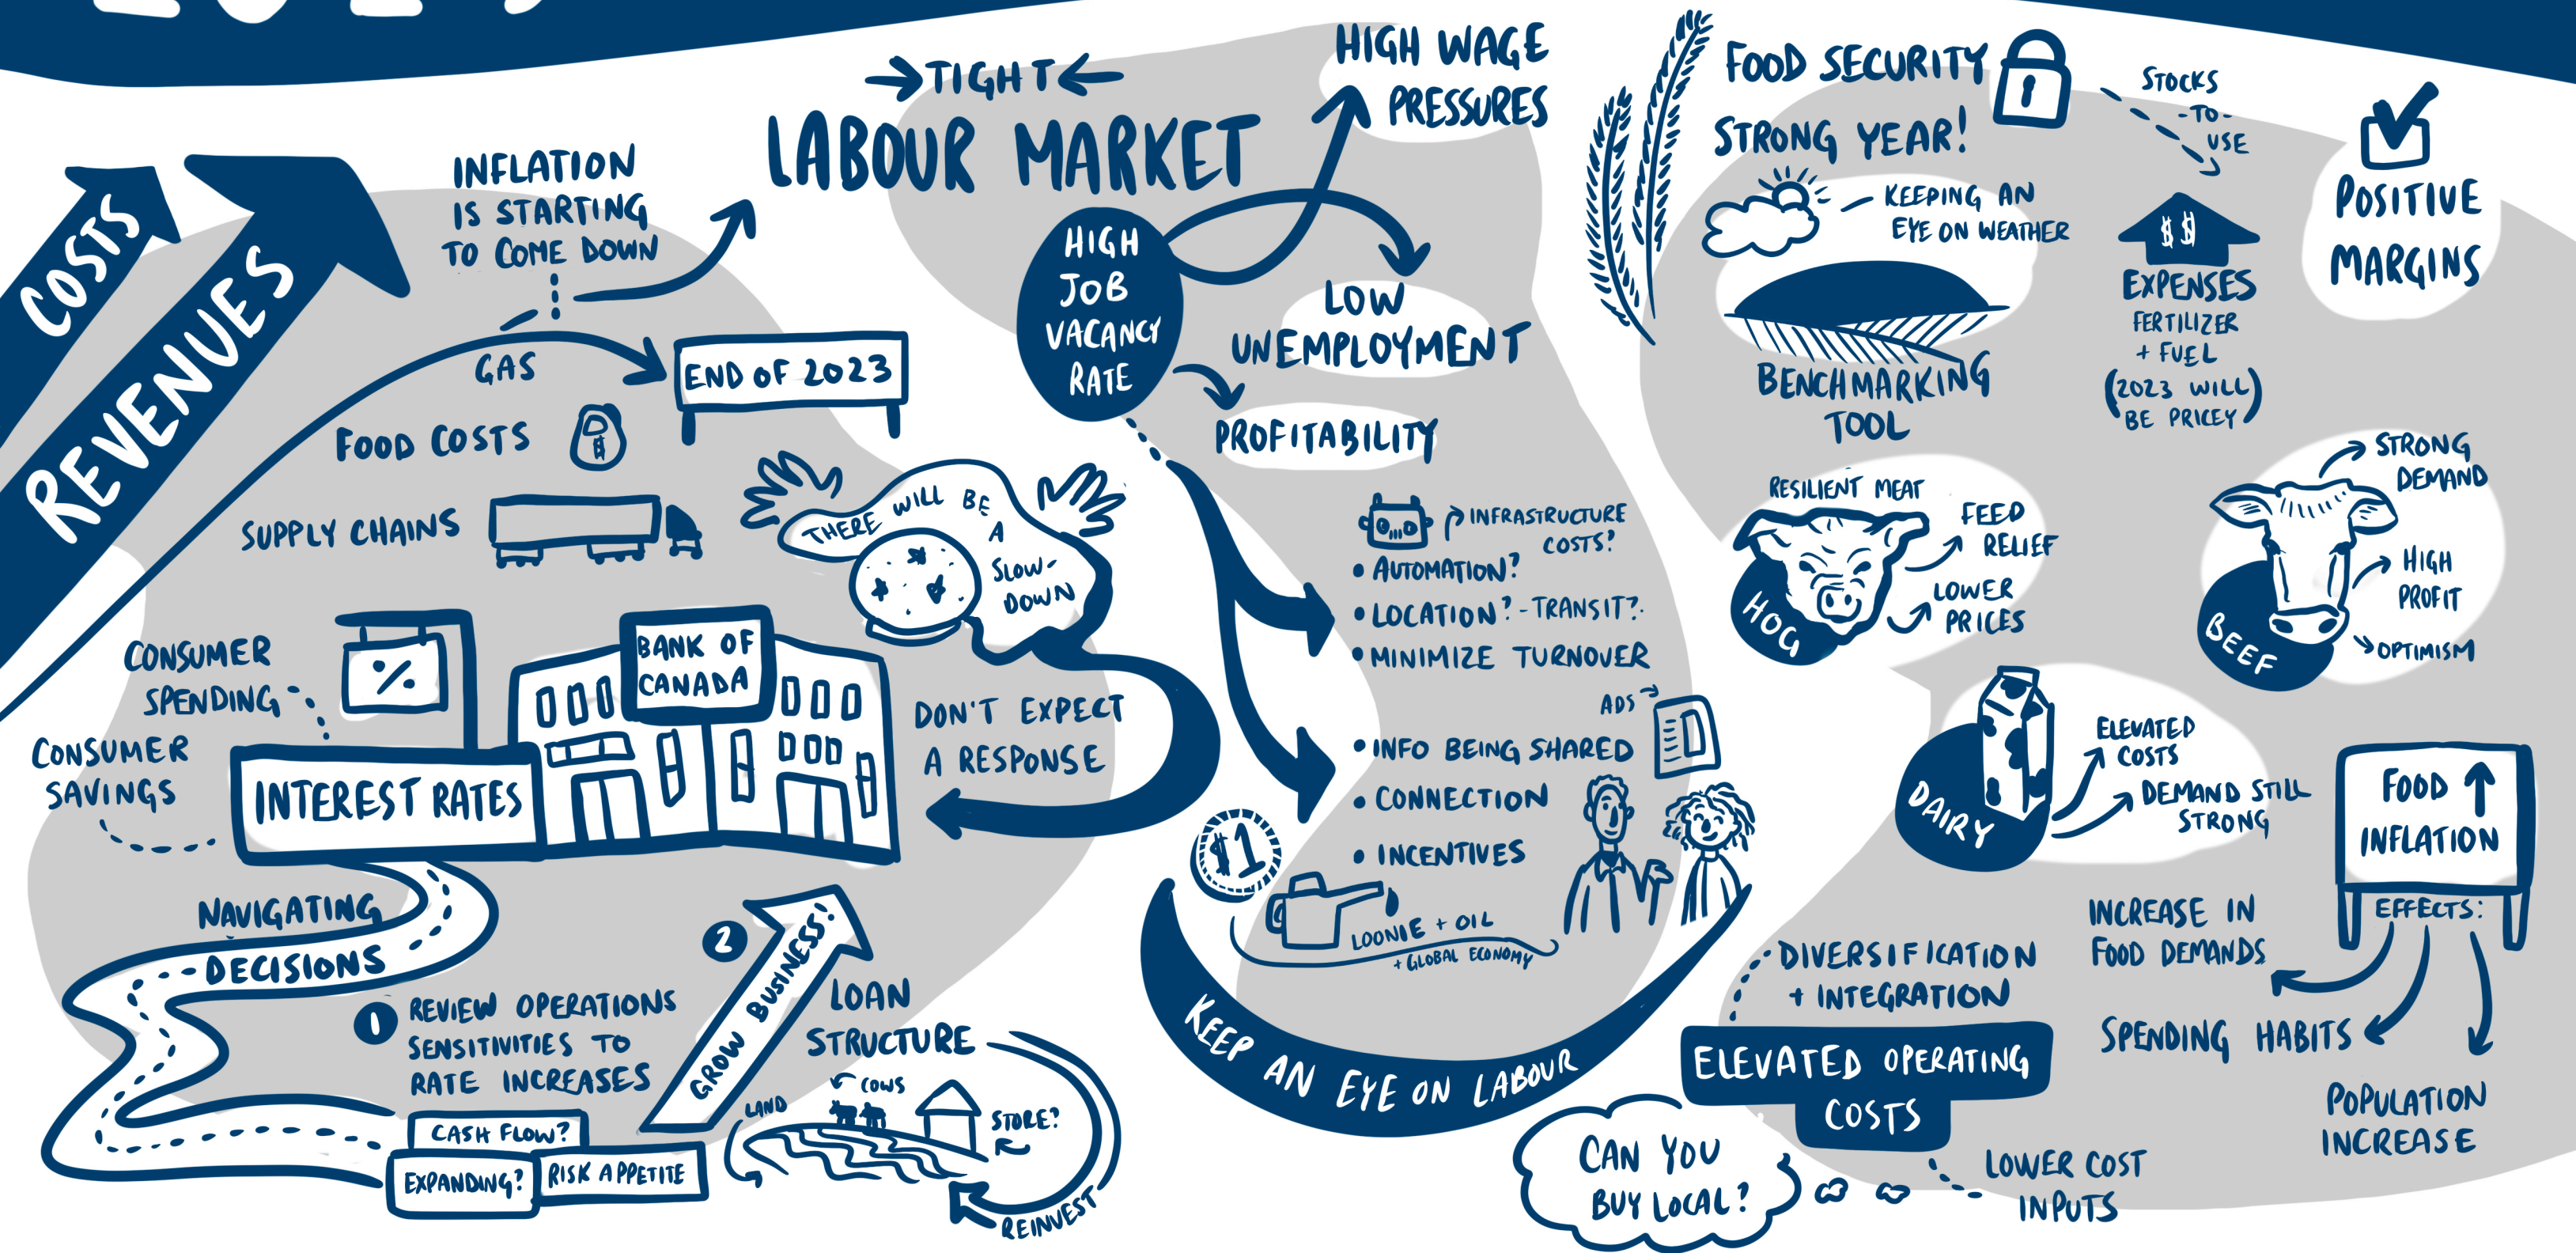 COSTS
REVENUES
INFLATION
IS STARTING
TO COME DOWN
GAS
END OF 2023
FOOD COSTS
$
SUPPLY CHAINS
CONSUMER
SPENDING
CONSUMER
SAVINGS
%
INTEREST RATES
BANK OF
CANADA
THERE WILL BE
A
SLOW-
DOWN
DON'T EXPECT
A RESPONSE
NAVIGATING
DECISIONS
1
REVIEW OPERATIONS
SENSITIVITIES TO
RATE INCREASES
CASH FLOW?
EXPANDING?
RISK APPETITE
2
GROW BUSINESS!
LOAN
STRUCTURE
LAND
COWS
STORE?
REINVEST
TIGHT
LABOUR MARKET
HIGH
JOB
VACANCY
RATE
HIGH WAGE
PRESSURES
LOW
UNEMPLOYMENT
PROFITABILITY
INFRASTRUCTURE
COSTS?
• AUTOMATION?
• LOCATION? - TRANSIT?
• MINIMIZE TURNOVER
ADS
• INFO BEING SHARED
• CONNECTION
• INCENTIVES
$1
LOONIE + OIL
+ GLOBAL ECONOMY
KEEP AN EYE ON LABOUR
FOOD SECURITY
STRONG YEAR!
KEEPING AN
EYE ON WEATHER
BENCHMARKING
TOOL
STOCKS
-TO-
USE
$$
EXPENSES
FERTILIZER
+ FUEL
(2023 WILL
BE PRICEY)
POSITIVE
MARGINS
RESILIENT MEAT
HOG
FEED
RELIEF
LOWER
PRICES
BEEF
STRONG
DEMAND
HIGH
PROFIT
OPTIMISM
DAIRY
ELEVATED
COSTS
DEMAND STILL
STRONG
FOOD
INFLATION
EFFECTS:
INCREASE IN
FOOD DEMANDS
SPENDING HABITS
POPULATION
INCREASE
DIVERSIFICATION
+ INTEGRATION
ELEVATED OPERATING
COSTS
LOWER COST
INPUTS
CAN YOU
BUY LOCAL?